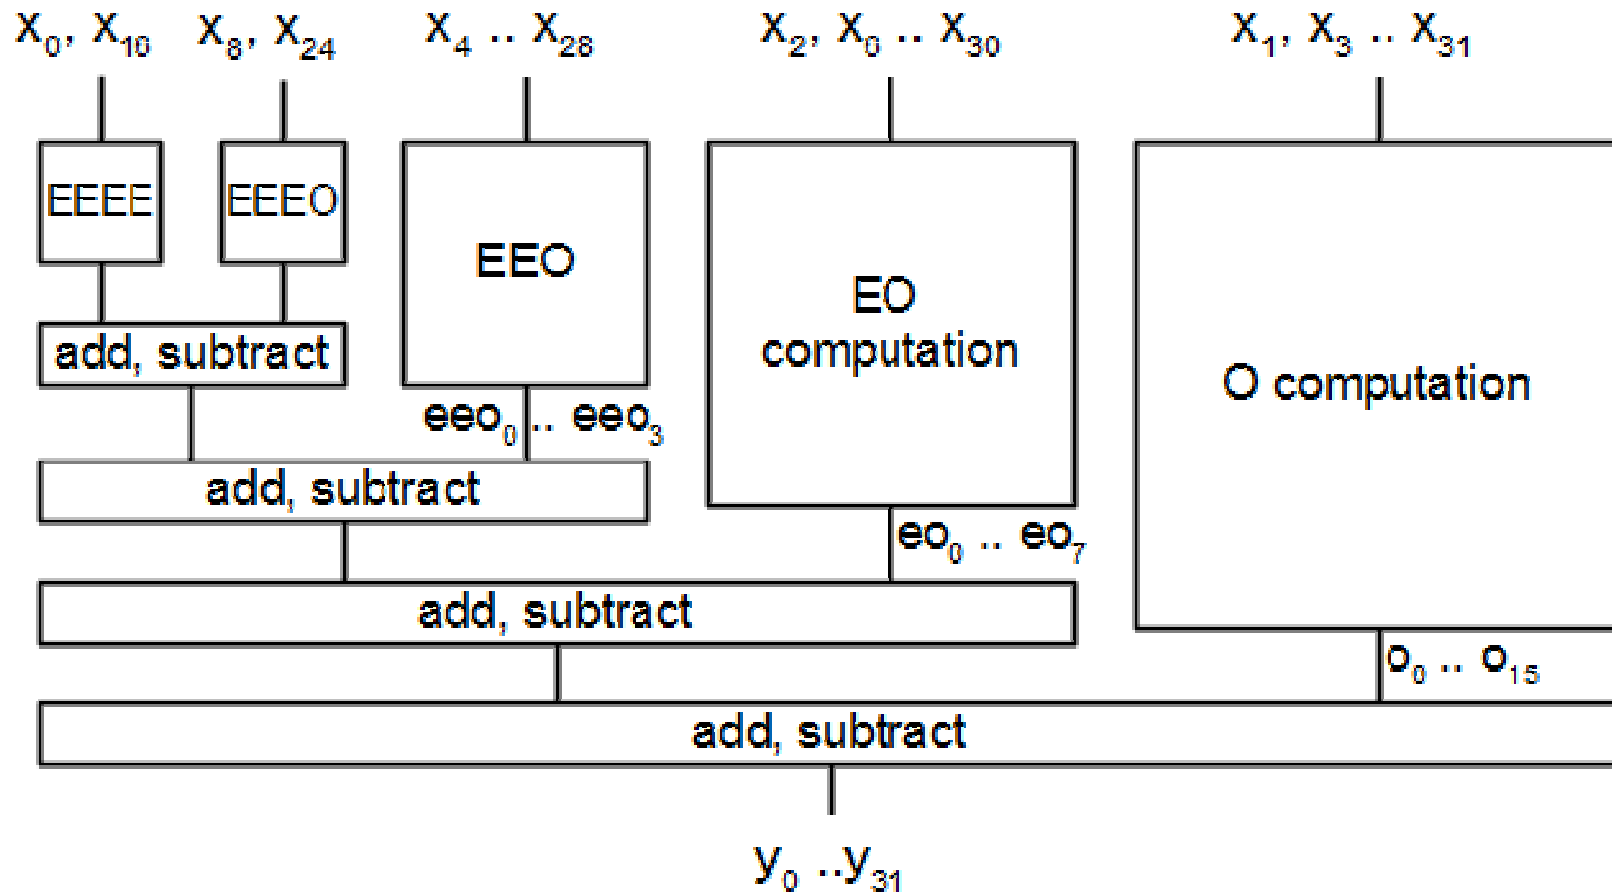 x₀, x₁₆ x₈, x₂₄ x₄ .. x₂₈ x₂, x₆ .. x₃₀ x₁, x₃ .. x₃₁
EEEE EEEO EEO EO
computation O computation
add, subtract
eeo₀ .. eeo₃
add, subtract
eo₀ .. eo₇
add, subtract
o₀ .. o₁₅
add, subtract
y₀ ..y₃₁